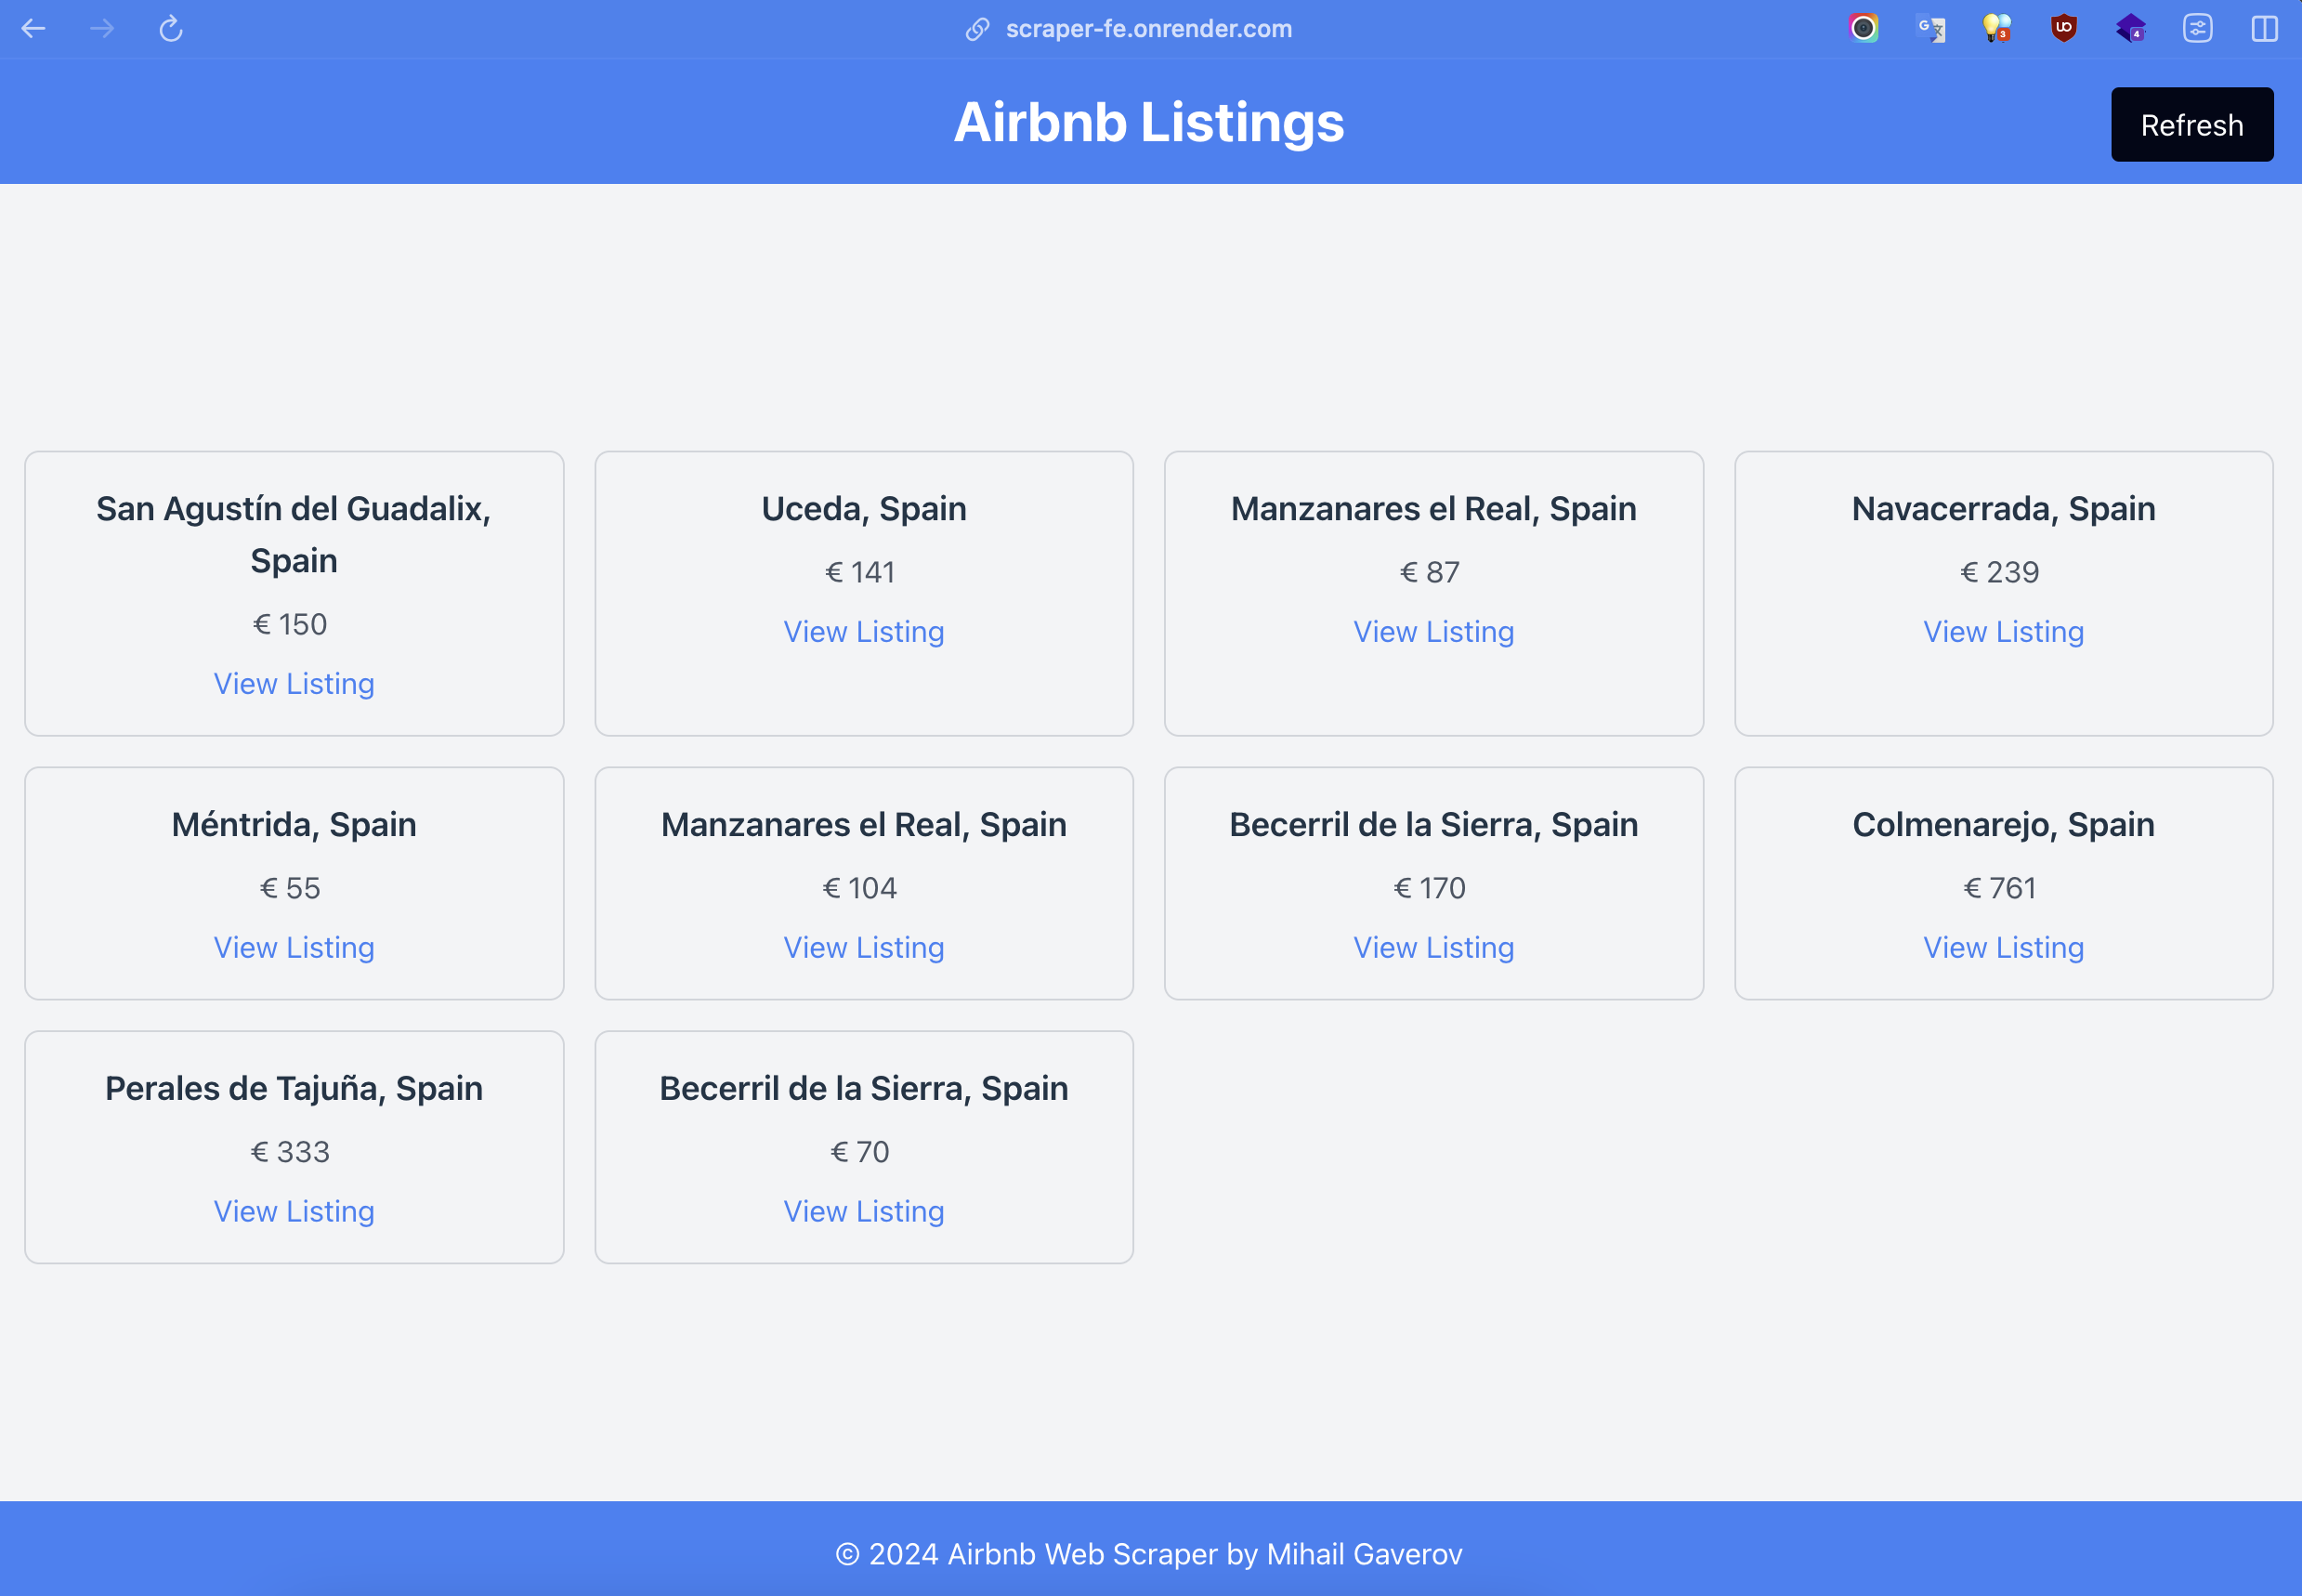 scraper-fe.onrender.com
Airbnb Listings
Refresh
San Agustín del Guadalix,
Spain
€ 150
View Listing
Uceda, Spain
€ 141
View Listing
Manzanares el Real, Spain
€ 87
View Listing
Navacerrada, Spain
€ 239
View Listing
Méntrida, Spain
€ 55
View Listing
Manzanares el Real, Spain
€ 104
View Listing
Becerril de la Sierra, Spain
€ 170
View Listing
Colmenarejo, Spain
€ 761
View Listing
Perales de Tajuña, Spain
€ 333
View Listing
Becerril de la Sierra, Spain
€ 70
View Listing
© 2024 Airbnb Web Scraper by Mihail Gaverov